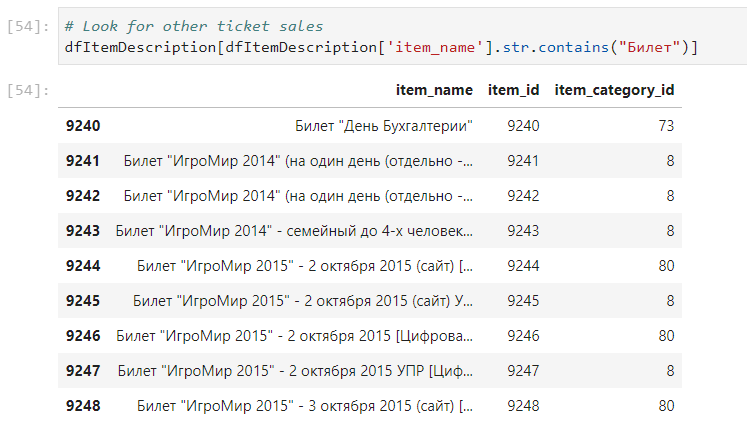 [54]: # Look for other ticket sales
dfItemDescription[dfItemDescription['item_name'].str.contains("Билет")]
[54]: item_name item_id item_category_id
9240 Билет "День Бухгалтерии" 9240 73
9241 Билет "ИгроМир 2014" (на один день (отдельно -... 9241 8
9242 Билет "ИгроМир 2014" (на один день (отдельно -... 9242 8
9243 Билет "ИгроМир 2014" - семейный до 4-х человек... 9243 8
9244 Билет "ИгроМир 2015" - 2 октября 2015 (сайт) [... 9244 80
9245 Билет "ИгроМир 2015" - 2 октября 2015 (сайт) У... 9245 8
9246 Билет "ИгроМир 2015" - 2 октября 2015 [Цифрова... 9246 80
9247 Билет "ИгроМир 2015" - 2 октября 2015 УПР [Циф... 9247 8
9248 Билет "ИгроМир 2015" - 3 октября 2015 (сайт) [... 9248 80